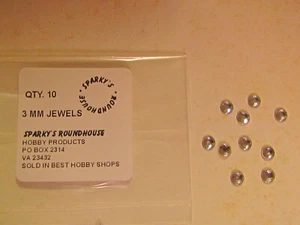 QTY. 10
SPARKY'S ROUNDHOUSE
3 MM JEWELS
SPARKY'S ROUNDHOUSE
HOBBY PRODUCTS
PO BOX 2314
VA 23432
SOLD IN BEST HOBBY SHOPS